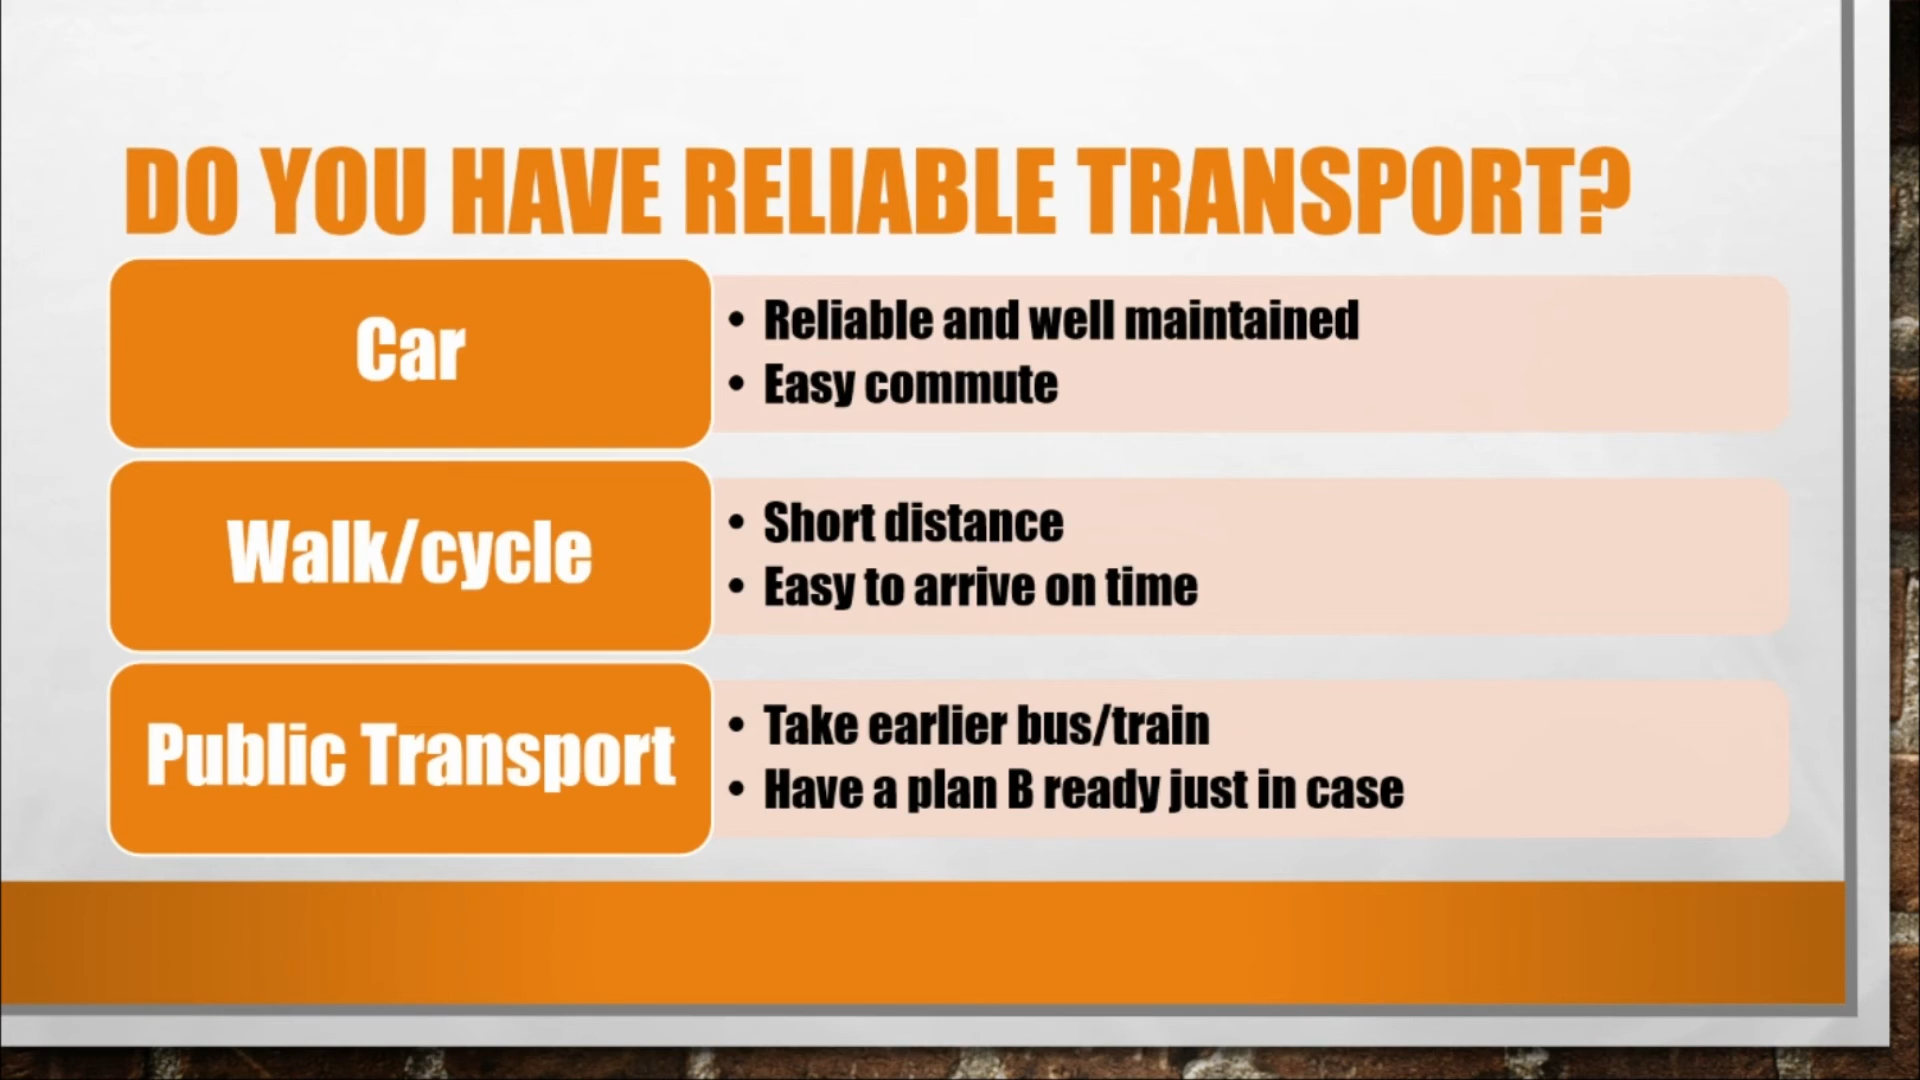 DO YOU HAVE RELIABLE TRANSPORT?
Car
• Reliable and well maintained
• Easy commute
Walk/cycle
• Short distance
• Easy to arrive on time
Public Transport
• Take earlier bus/train
• Have a plan B ready just in case